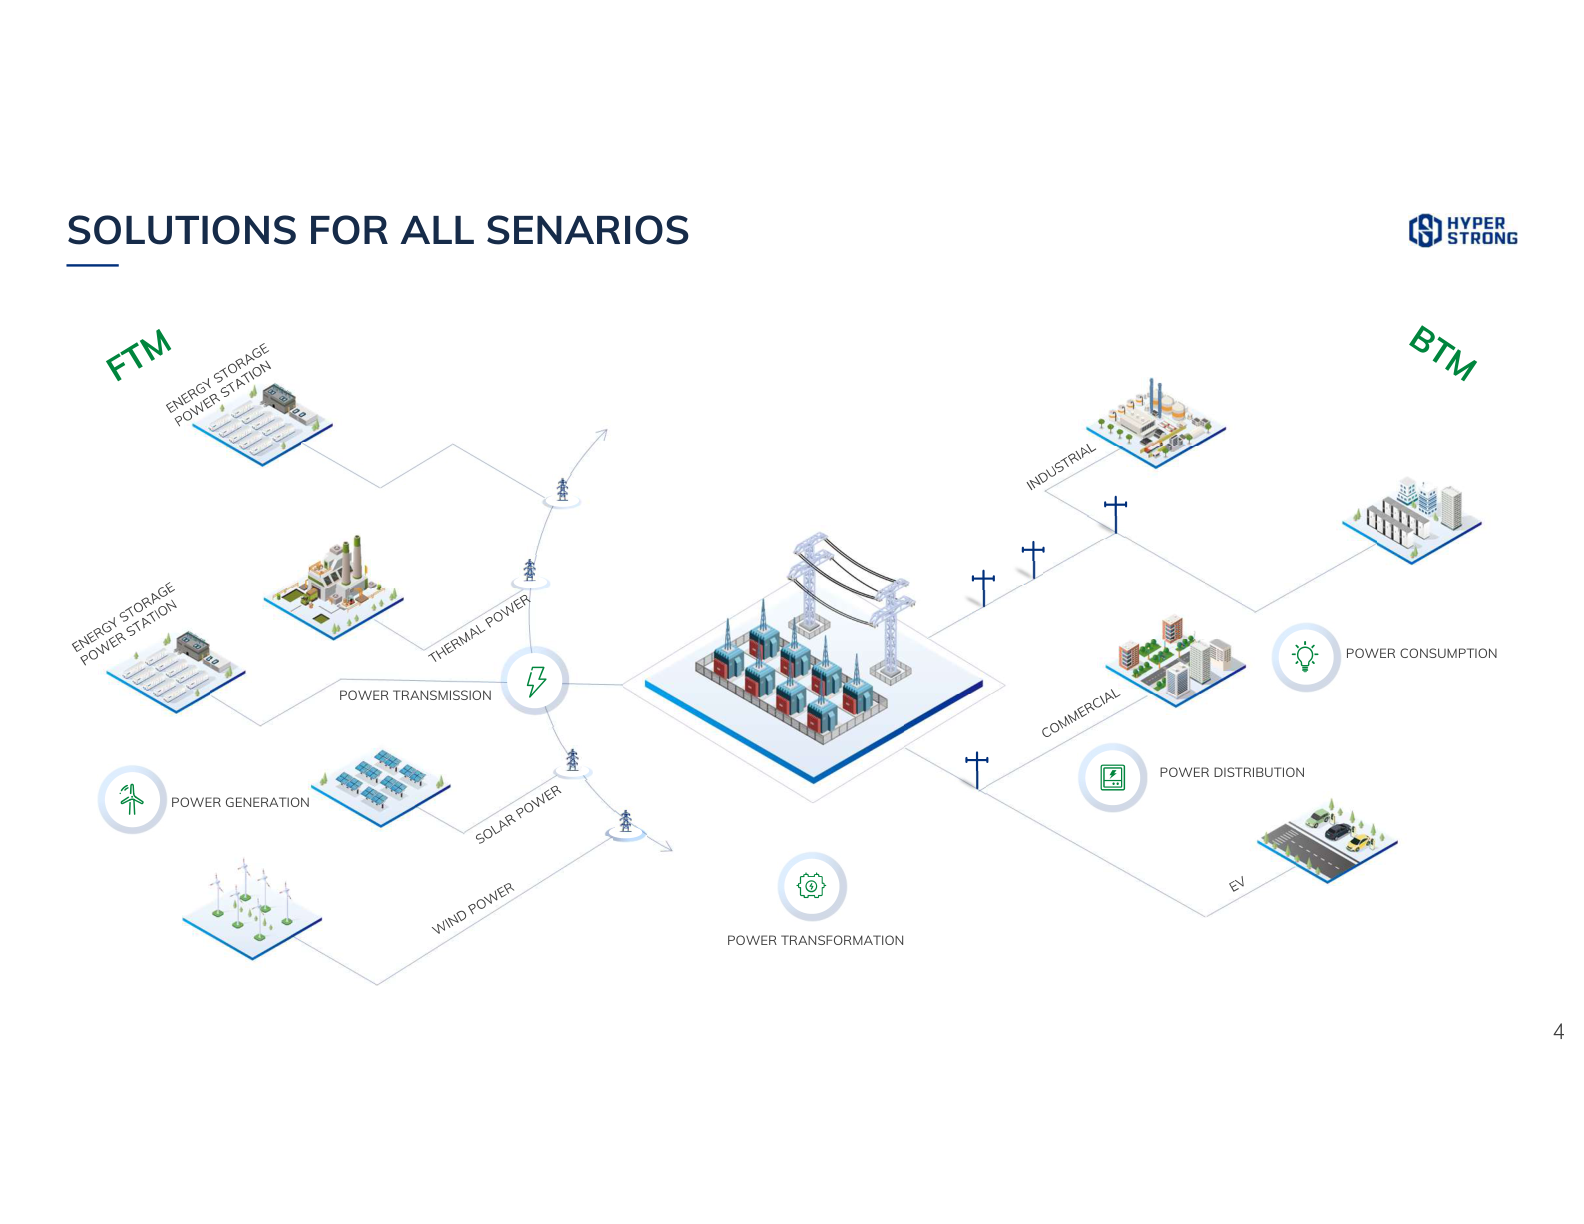 SOLUTIONS FOR ALL SENARIOS
HYPER
STRONG
FTM
ENERGY STORAGE
POWER STATION
BTM
INDUSTRIAL
ENERGY STORAGE
POWER STATION
THERMAL POWER
POWER TRANSMISSION
POWER CONSUMPTION
COMMERCIAL
POWER DISTRIBUTION
POWER GENERATION
SOLAR POWER
WIND POWER
EV
POWER TRANSFORMATION
4